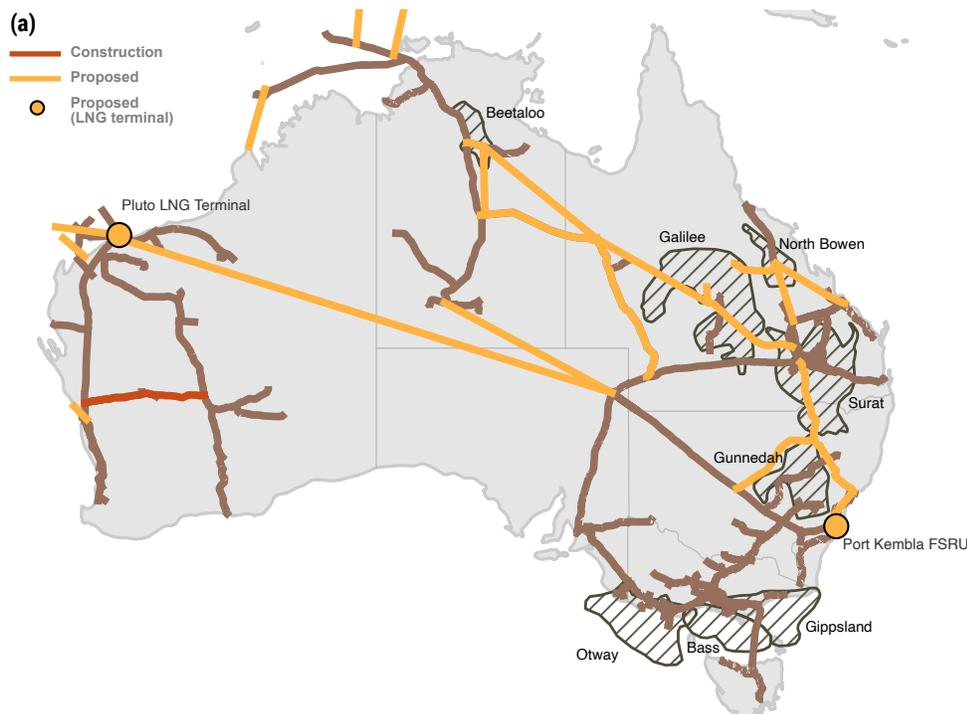 (a)
Construction
Proposed
Proposed
(LNG terminal)
Beetaloo
Pluto LNG Terminal
Galilee
North Bowen
Surat
Gunnedah
Port Kembla FSRU
Gippsland
Bass
Otway